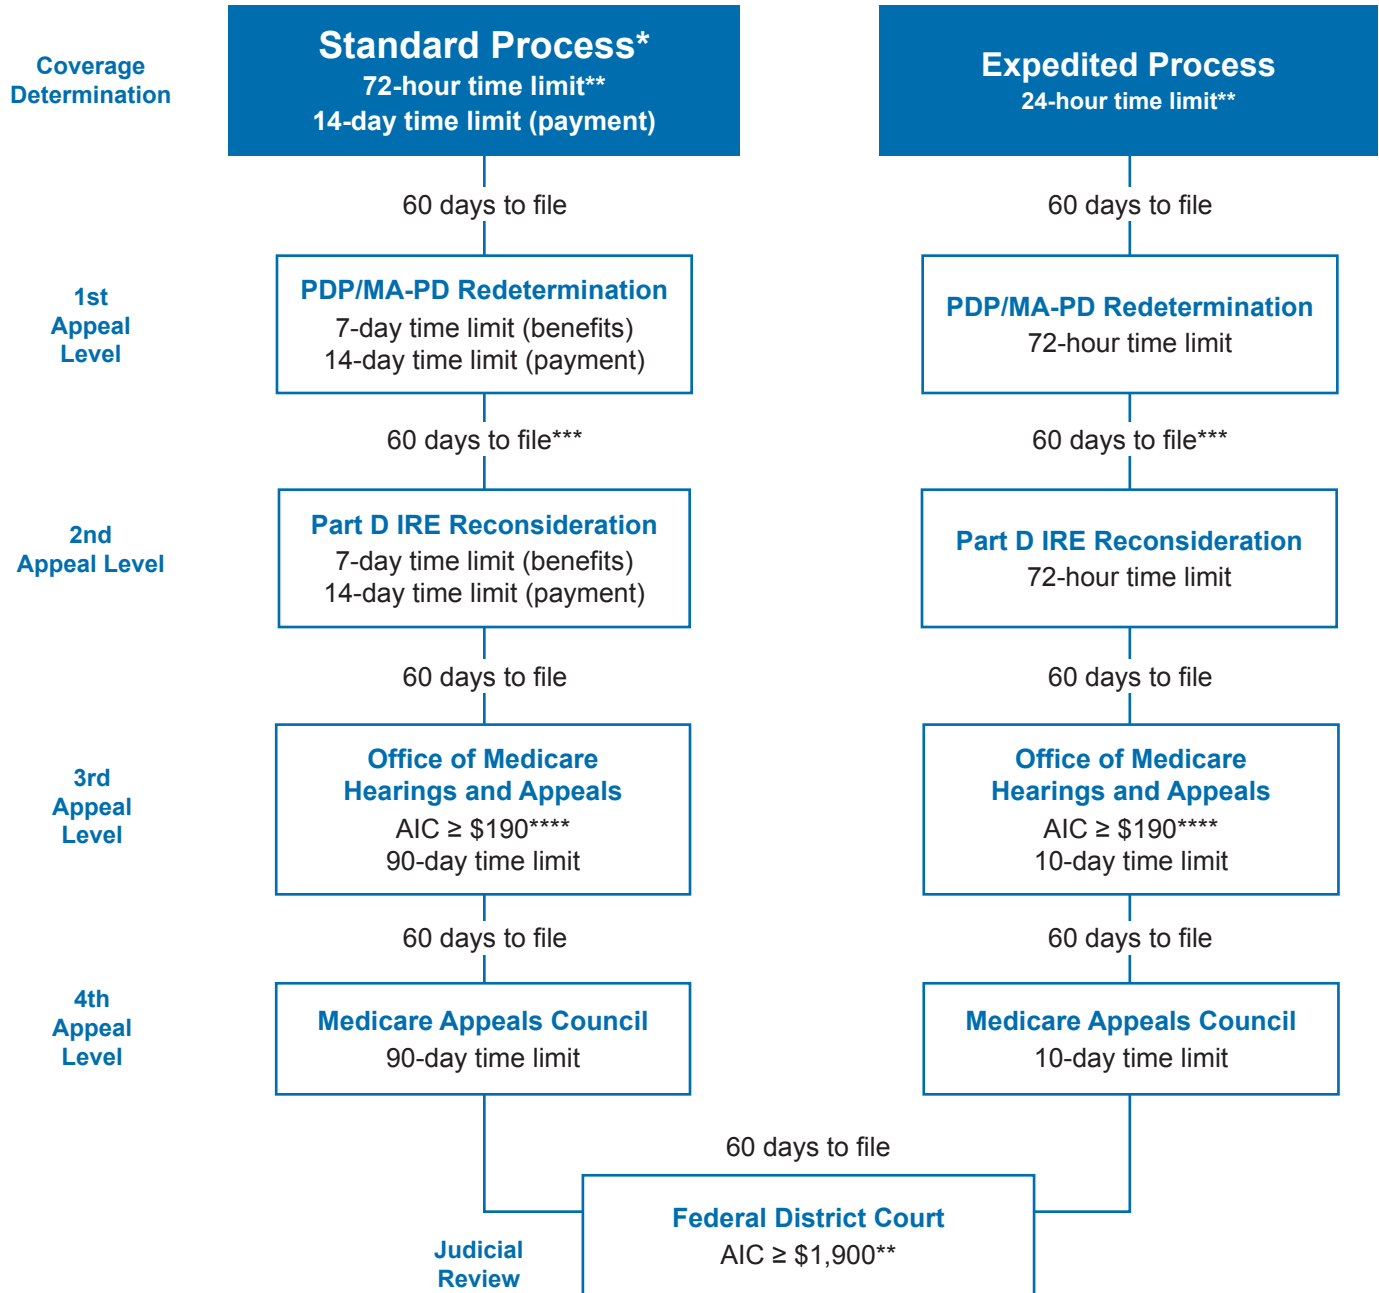 Coverage
Determination
Standard Process*
72-hour time limit**
14-day time limit (payment)
Expedited Process
24-hour time limit**
60 days to file
60 days to file
1st
Appeal
Level
PDP/MA-PD Redetermination
7-day time limit (benefits)
14-day time limit (payment)
PDP/MA-PD Redetermination
72-hour time limit
60 days to file***
60 days to file***
2nd
Appeal Level
Part D IRE Reconsideration
7-day time limit (benefits)
14-day time limit (payment)
Part D IRE Reconsideration
72-hour time limit
60 days to file
60 days to file
3rd
Appeal
Level
Office of Medicare
Hearings and Appeals
AIC ≥ $190****
90-day time limit
Office of Medicare
Hearings and Appeals
AIC ≥ $190****
10-day time limit
60 days to file
60 days to file
4th
Appeal
Level
Medicare Appeals Council
90-day time limit
Medicare Appeals Council
10-day time limit
60 days to file
Judicial
Review
Federal District Court
AIC ≥ $1,900**